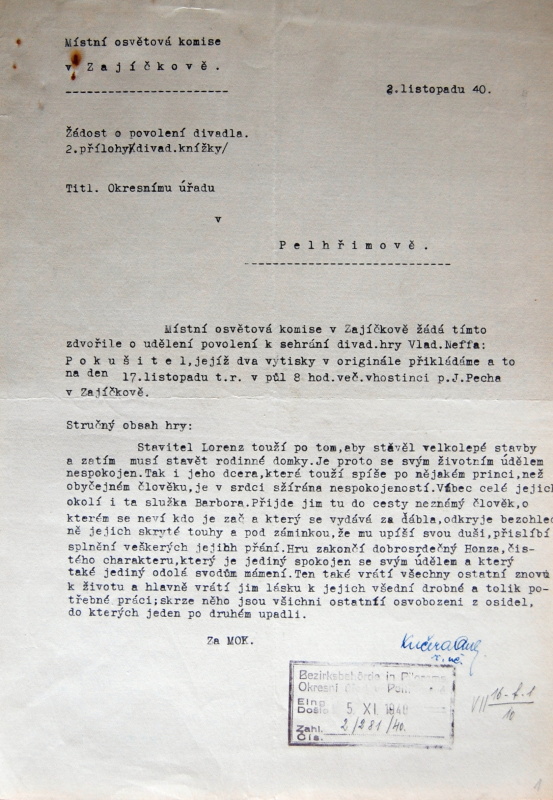 Místní osvětová komise
v Zajíčkově.
2.listopadu 40.
Žádost o povolení divadla.
2.přílohy/divad.knížky/
Titl. Okresnímu úřadu
v
Pelhřimově.
Místní osvětová komise v Zajíčkově žádá tímto
zdvořile o udělení povolení k sehrání divad.hry Vlad.Neffa:
Pokušitel,jejíž dva výtisky v originále přikládáme a to
na den 17.listopadu t.r. v půl 8 hod.več.vhostinci p.J.Pecha
v Zajíčkově.
Stručný obsah hry:
Stavitel Lorenz touží po tom,aby stavěl velkolepé stavby
a zatím musí stavět rodinné domky.Je proto se svým životním údělem
nespokojen.Tak i jeho dcera,která touží spíše po nějakém princi,než
obyčejném člověku,je v srdci sžírána nespokojeností.Vůbec celé jejich
okolí i ta služka Barbora.Přijde jim tu do cesty neznámý člověk,o
kterém se neví kdo je zač a který se vydává za ďábla,odkryje bezohled
ně jejich skryté touhy a pod záminkou,že mu upíší svou duši,přislíbí
splnění veškerých jejibh přání.Hru zakončí dobrosrdečný Honza,čis-
tého charakteru,který je jediný spokojen se svým údělem a který
také jediný odolá svodům mámení.Ten také vrátí všechny ostatní znovu
k životu a hlavně vrátí jim lásku k jejich všední drobné a tolik po-
třebné práci;skrze něho jsou všichni ostatní osvobozeni z osidel,
do kterých jeden po druhém upadli.
Za MOK.
Bezirksbehörde in
Okresní
Eing
Došlo 5. XI. 1940
Zahl.
Čís. 2/281/40.